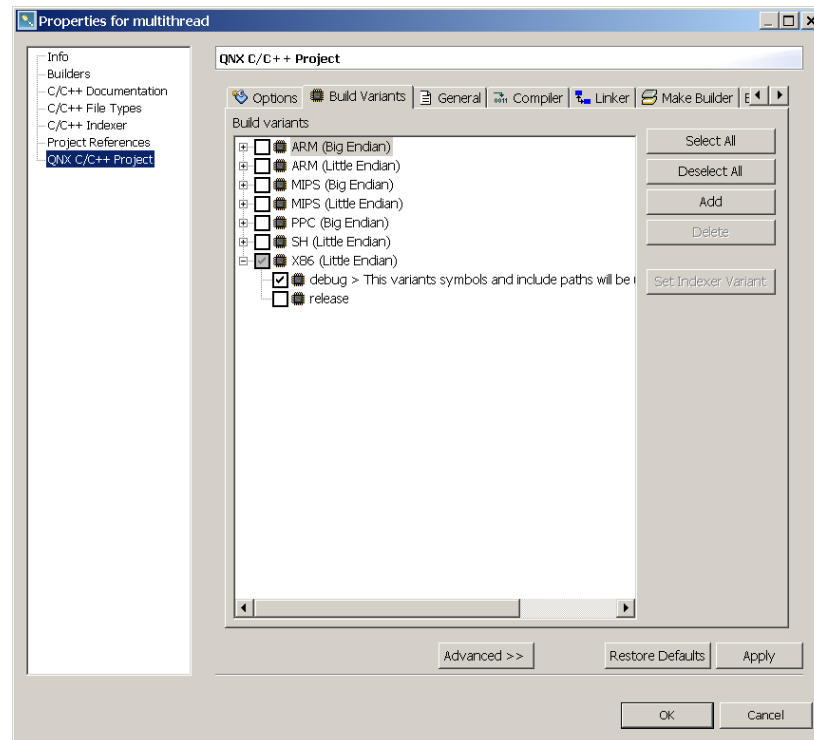 Properties for multithread
Info
Builders
C/C++ Documentation
C/C++ File Types
C/C++ Indexer
Project References
QNX C/C++ Project
QNX C/C++ Project
Options Build Variants General Compiler Linker Make Builder E
Build variants
ARM (Big Endian)
ARM (Little Endian)
MIPS (Big Endian)
MIPS (Little Endian)
PPC (Big Endian)
SH (Little Endian)
X86 (Little Endian)
debug > This variants symbols and include paths will be
release
Select All
Deselect All
Add
Delete
Set Indexer Variant
Advanced >>
Restore Defaults
Apply
OK
Cancel